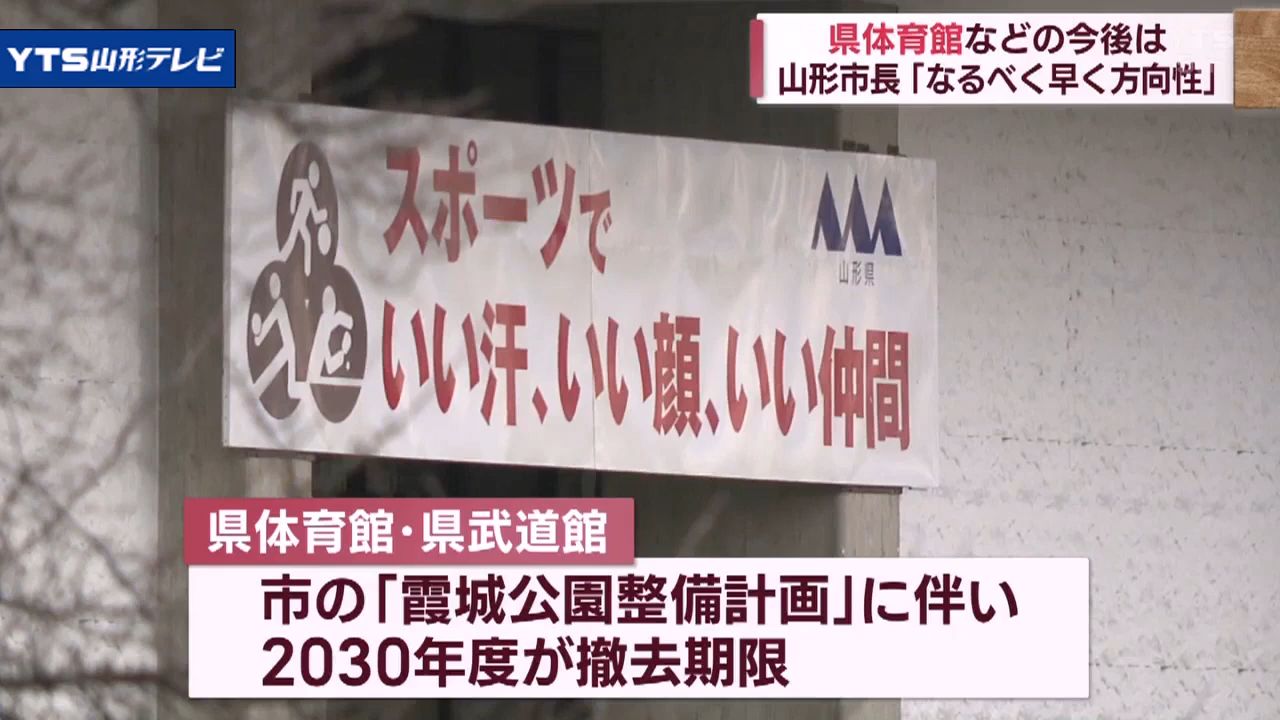 YTS山形テレビ
県体育館などの今後は
山形市長「なるべく早く方向性」
スポーツで
山形県
いい汗、いい顔、いい仲間
県体育館・県武道館
市の「霞城公園整備計画」に伴い
2030年度が撤去期限